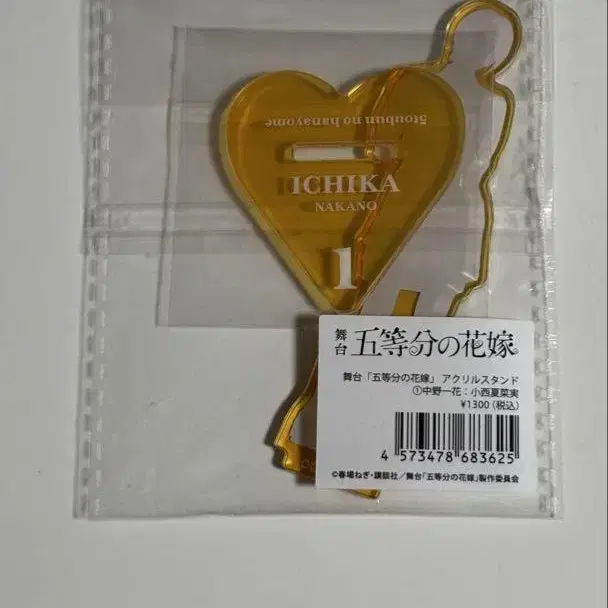 5toubun no hanayome
ICHIKA
NAKANO
1
舞台 五等分の花嫁
舞台「五等分の花嫁」 アクリルスタンド
①中野一花：小西夏菜実
¥1300（税込）
4 573478 683625
©春場ねぎ・講談社／舞台「五等分の花嫁」製作委員会